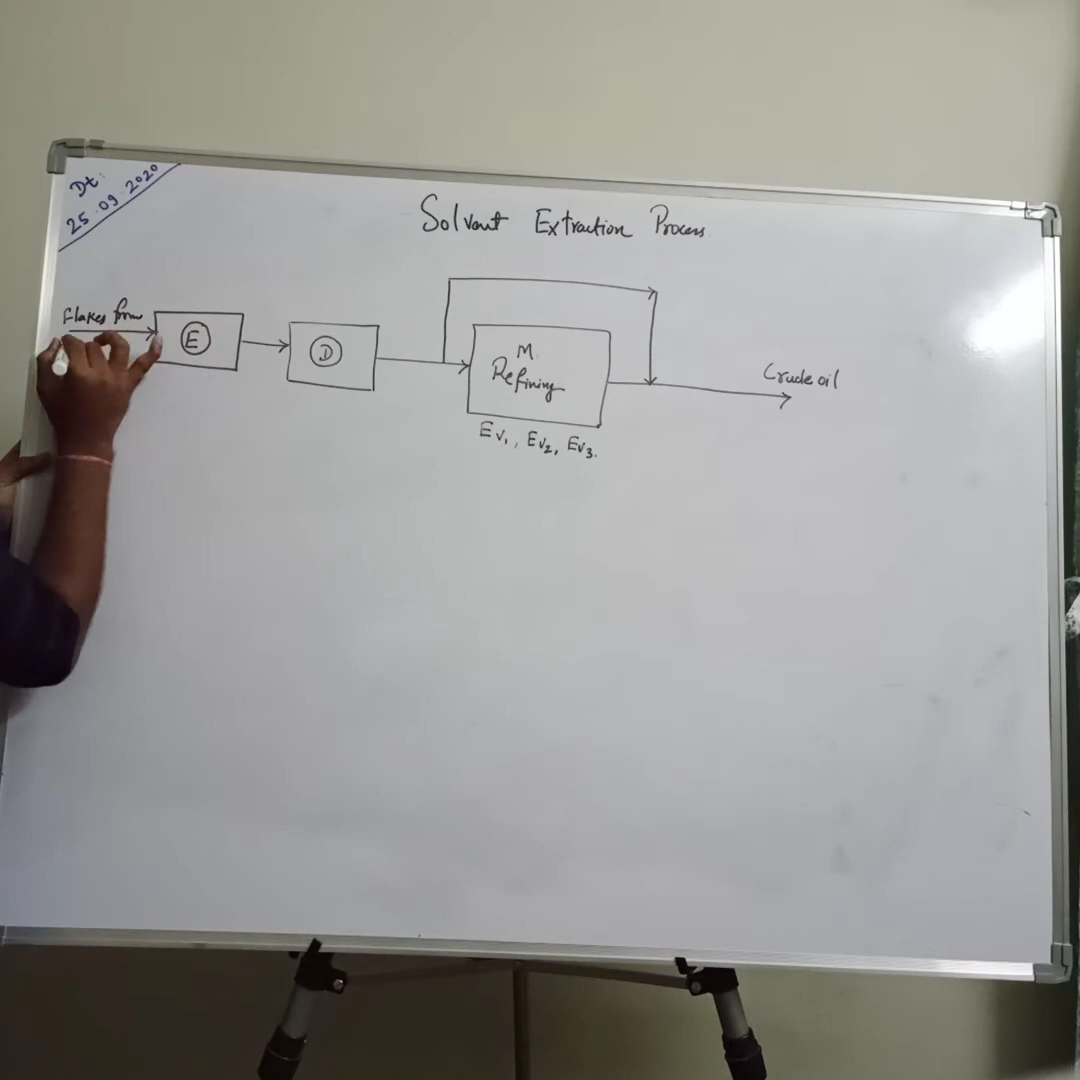 Dt:
25.09.2020
Solvent Extraction Process.
Flakes from
E
D
M.
Refining
Ev1, Ev2, Ev3.
Crude oil